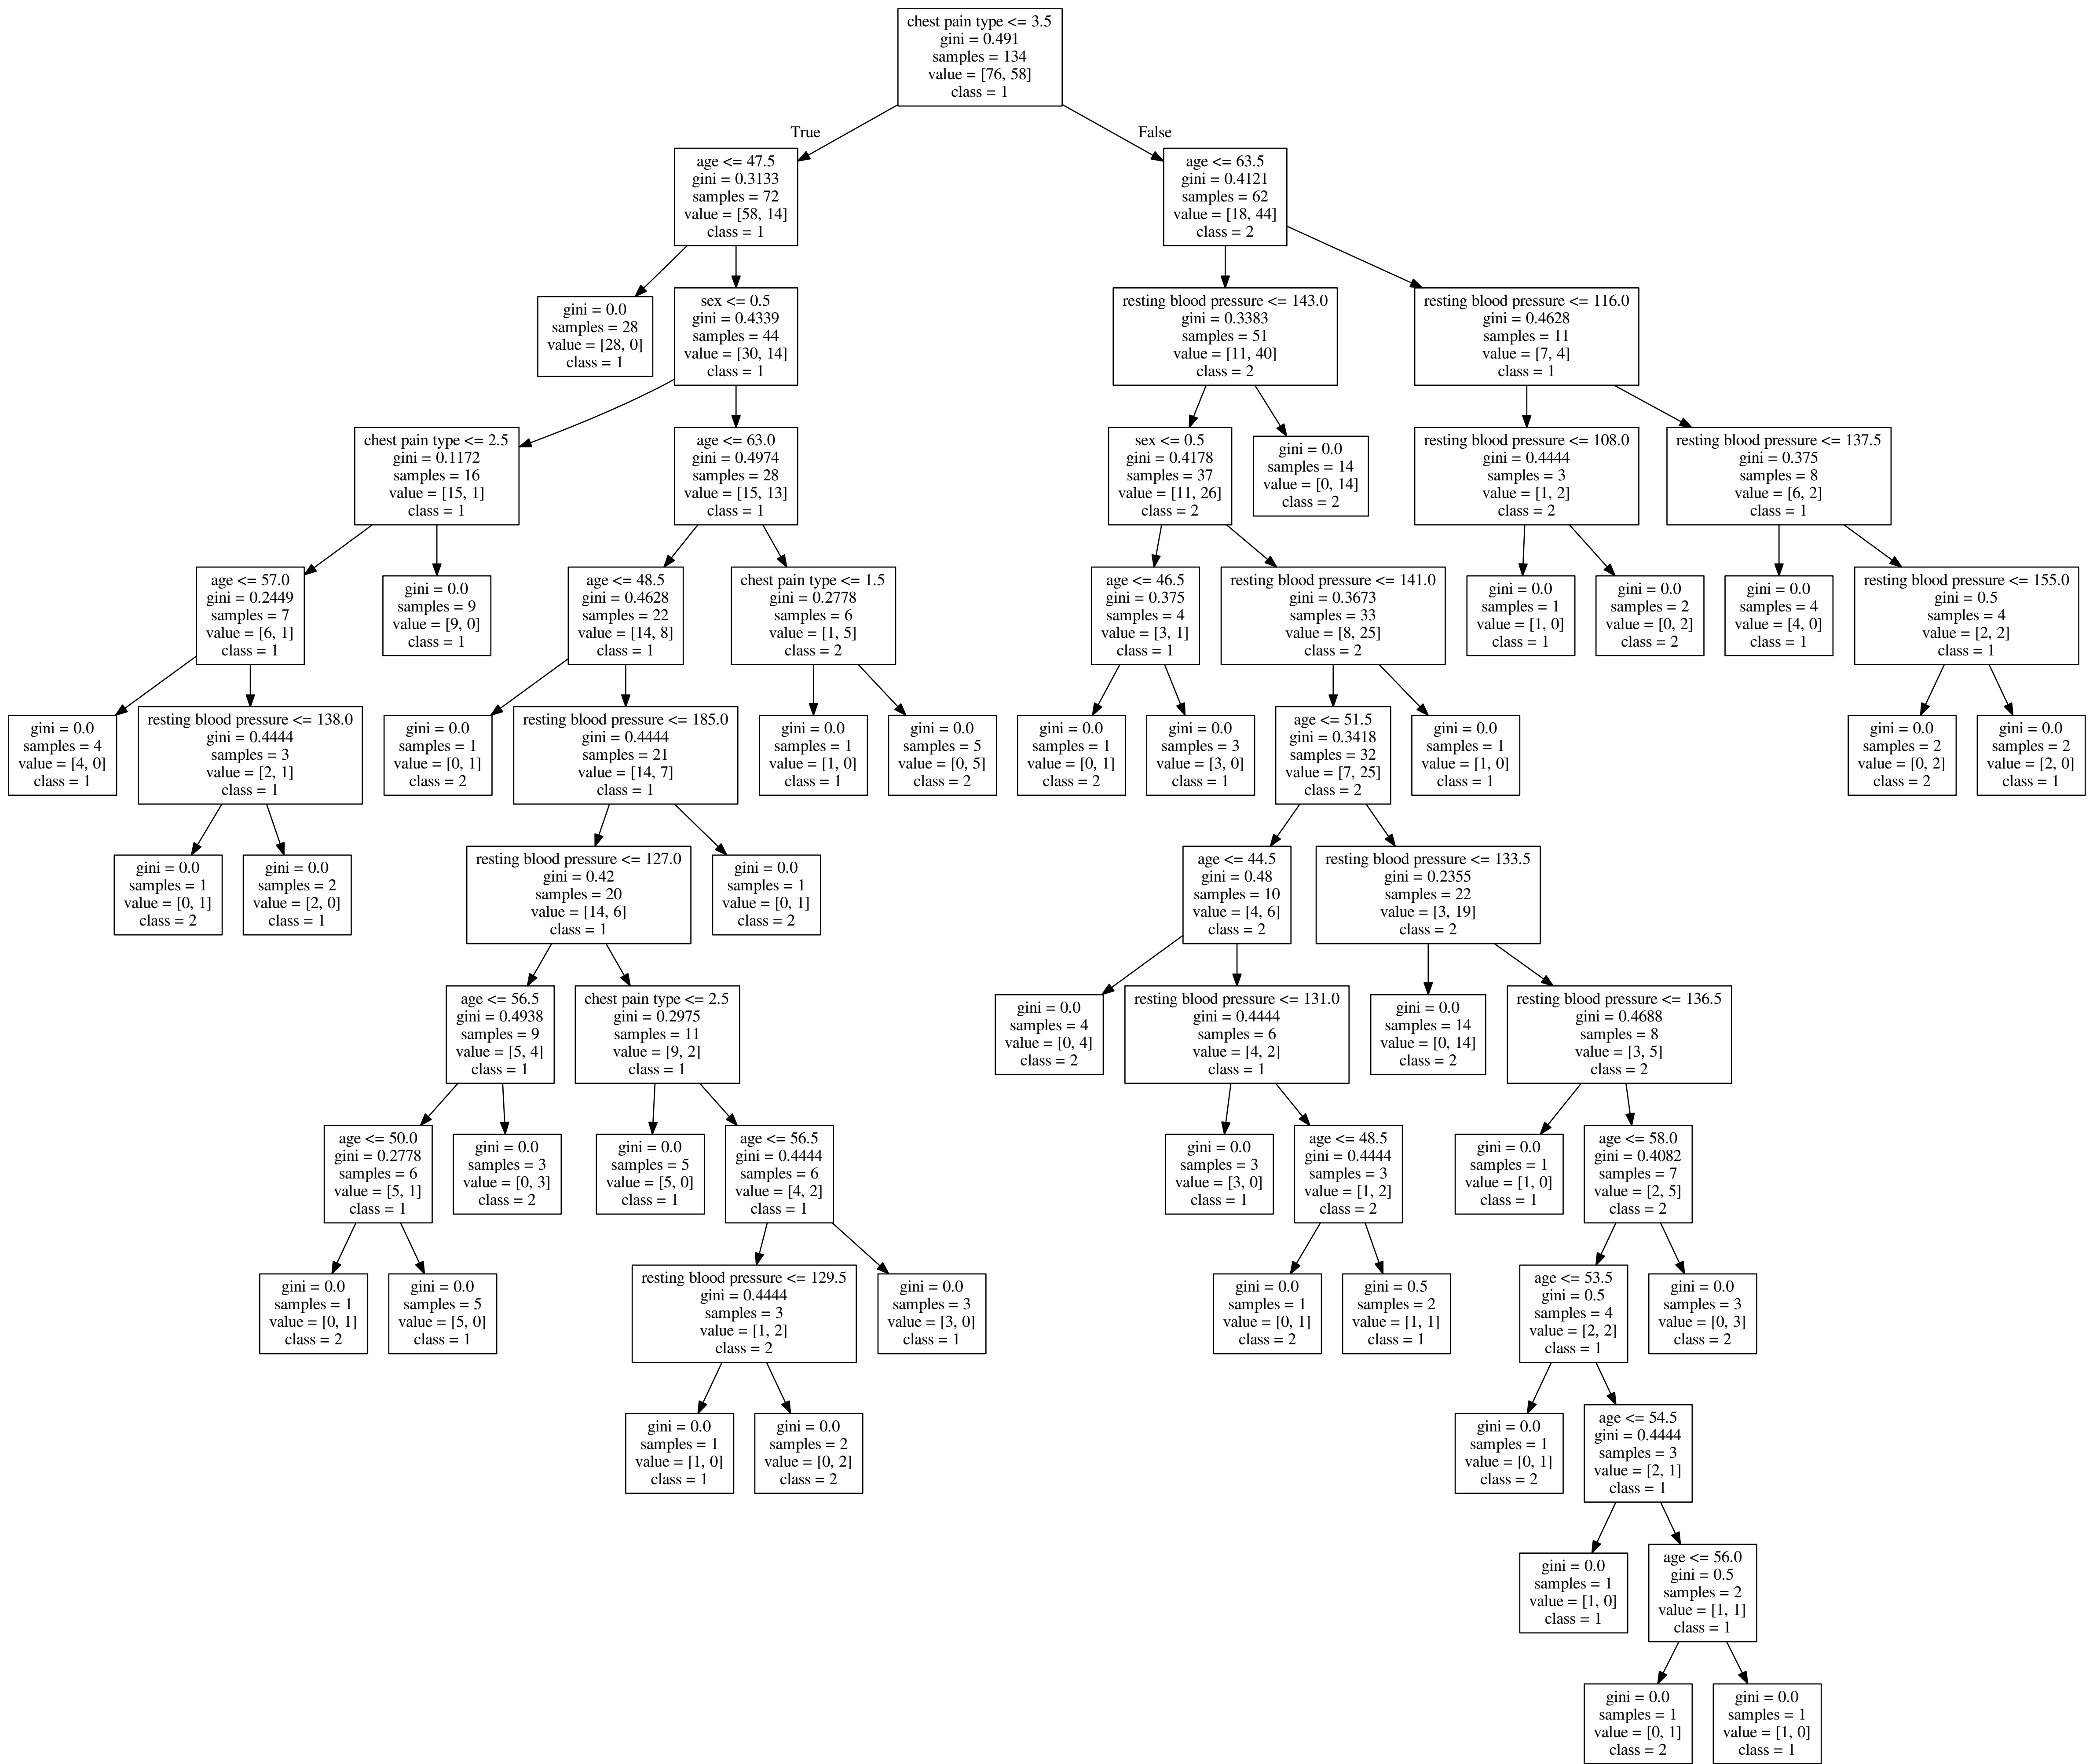 chest pain type <= 3.5
gini = 0.491
samples = 134
value = [76, 58]
class = 1
True
False
age <= 47.5
gini = 0.3133
samples = 72
value = [58, 14]
class = 1
age <= 63.5
gini = 0.4121
samples = 62
value = [18, 44]
class = 2
gini = 0.0
samples = 28
value = [28, 0]
class = 1
sex <= 0.5
gini = 0.4339
samples = 44
value = [30, 14]
class = 1
resting blood pressure <= 143.0
gini = 0.3383
samples = 51
value = [11, 40]
class = 2
resting blood pressure <= 116.0
gini = 0.4628
samples = 11
value = [7, 4]
class = 1
chest pain type <= 2.5
gini = 0.1172
samples = 16
value = [15, 1]
class = 1
age <= 63.0
gini = 0.4974
samples = 28
value = [15, 13]
class = 1
sex <= 0.5
gini = 0.4178
samples = 37
value = [11, 26]
class = 2
gini = 0.0
samples = 14
value = [0, 14]
class = 2
resting blood pressure <= 108.0
gini = 0.4444
samples = 3
value = [1, 2]
class = 2
resting blood pressure <= 137.5
gini = 0.375
samples = 8
value = [6, 2]
class = 1
age <= 57.0
gini = 0.2449
samples = 7
value = [6, 1]
class = 1
gini = 0.0
samples = 9
value = [9, 0]
class = 1
age <= 48.5
gini = 0.4628
samples = 22
value = [14, 8]
class = 1
chest pain type <= 1.5
gini = 0.2778
samples = 6
value = [1, 5]
class = 2
age <= 46.5
gini = 0.375
samples = 4
value = [3, 1]
class = 1
resting blood pressure <= 141.0
gini = 0.3673
samples = 33
value = [8, 25]
class = 2
gini = 0.0
samples = 1
value = [1, 0]
class = 1
gini = 0.0
samples = 2
value = [0, 2]
class = 2
gini = 0.0
samples = 4
value = [4, 0]
class = 1
resting blood pressure <= 155.0
gini = 0.5
samples = 4
value = [2, 2]
class = 1
gini = 0.0
samples = 4
value = [4, 0]
class = 1
resting blood pressure <= 138.0
gini = 0.4444
samples = 3
value = [2, 1]
class = 1
gini = 0.0
samples = 1
value = [0, 1]
class = 2
resting blood pressure <= 185.0
gini = 0.4444
samples = 21
value = [14, 7]
class = 1
gini = 0.0
samples = 1
value = [1, 0]
class = 1
gini = 0.0
samples = 5
value = [0, 5]
class = 2
gini = 0.0
samples = 1
value = [0, 1]
class = 2
gini = 0.0
samples = 3
value = [3, 0]
class = 1
age <= 51.5
gini = 0.3418
samples = 32
value = [7, 25]
class = 2
gini = 0.0
samples = 1
value = [1, 0]
class = 1
gini = 0.0
samples = 2
value = [0, 2]
class = 2
gini = 0.0
samples = 2
value = [2, 0]
class = 1
gini = 0.0
samples = 1
value = [0, 1]
class = 2
gini = 0.0
samples = 2
value = [2, 0]
class = 1
resting blood pressure <= 127.0
gini = 0.42
samples = 20
value = [14, 6]
class = 1
gini = 0.0
samples = 1
value = [0, 1]
class = 2
age <= 44.5
gini = 0.48
samples = 10
value = [4, 6]
class = 2
resting blood pressure <= 133.5
gini = 0.2355
samples = 22
value = [3, 19]
class = 2
age <= 56.5
gini = 0.4938
samples = 9
value = [5, 4]
class = 1
chest pain type <= 2.5
gini = 0.2975
samples = 11
value = [9, 2]
class = 1
gini = 0.0
samples = 4
value = [0, 4]
class = 2
resting blood pressure <= 131.0
gini = 0.4444
samples = 6
value = [4, 2]
class = 1
gini = 0.0
samples = 14
value = [0, 14]
class = 2
resting blood pressure <= 136.5
gini = 0.4688
samples = 8
value = [3, 5]
class = 2
age <= 50.0
gini = 0.2778
samples = 6
value = [5, 1]
class = 1
gini = 0.0
samples = 3
value = [0, 3]
class = 2
gini = 0.0
samples = 5
value = [5, 0]
class = 1
age <= 56.5
gini = 0.4444
samples = 6
value = [4, 2]
class = 1
gini = 0.0
samples = 3
value = [3, 0]
class = 1
age <= 48.5
gini = 0.4444
samples = 3
value = [1, 2]
class = 2
gini = 0.0
samples = 1
value = [1, 0]
class = 1
age <= 58.0
gini = 0.4082
samples = 7
value = [2, 5]
class = 2
gini = 0.0
samples = 1
value = [0, 1]
class = 2
gini = 0.0
samples = 5
value = [5, 0]
class = 1
resting blood pressure <= 129.5
gini = 0.4444
samples = 3
value = [1, 2]
class = 2
gini = 0.0
samples = 3
value = [3, 0]
class = 1
gini = 0.0
samples = 1
value = [0, 1]
class = 2
gini = 0.5
samples = 2
value = [1, 1]
class = 1
age <= 53.5
gini = 0.5
samples = 4
value = [2, 2]
class = 1
gini = 0.0
samples = 3
value = [0, 3]
class = 2
gini = 0.0
samples = 1
value = [1, 0]
class = 1
gini = 0.0
samples = 2
value = [0, 2]
class = 2
gini = 0.0
samples = 1
value = [0, 1]
class = 2
age <= 54.5
gini = 0.4444
samples = 3
value = [2, 1]
class = 1
gini = 0.0
samples = 1
value = [1, 0]
class = 1
age <= 56.0
gini = 0.5
samples = 2
value = [1, 1]
class = 1
gini = 0.0
samples = 1
value = [0, 1]
class = 2
gini = 0.0
samples = 1
value = [1, 0]
class = 1